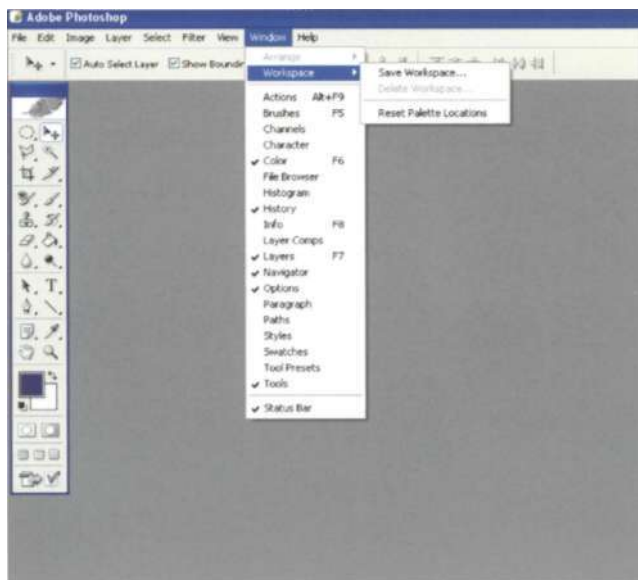 Adobe Photoshop
File Edit Image Layer Select Filter View Window Help
Auto Select Layer Show Boundin
Arrange
Workspace
Save Workspace...
Delete Workspace...
Reset Palette Locations
Actions Alt+F9
Brushes F5
Channels
Character
Color F6
File Browser
Histogram
History
Info F8
Layer Comps
Layers F7
Navigator
Options
Paragraph
Paths
Styles
Swatches
Tool Presets
Tools
Status Bar
T